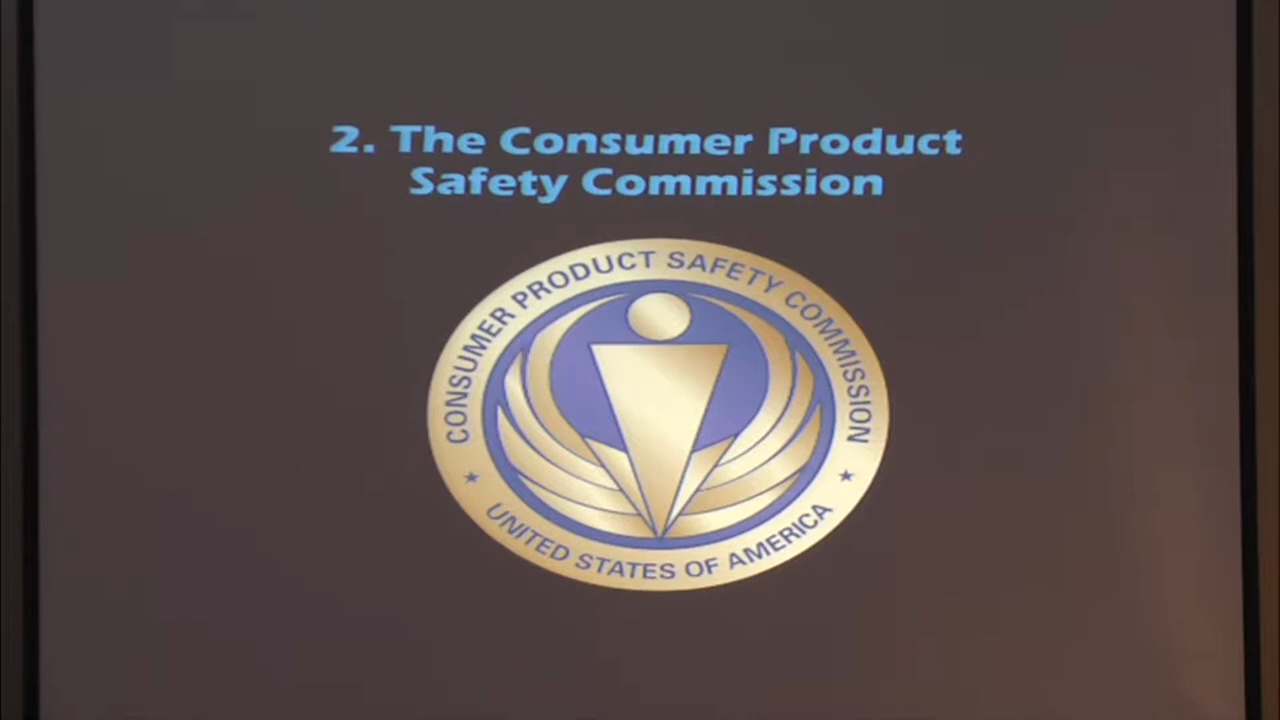 2. The Consumer Product
Safety Commission
CONSUMER PRODUCT SAFETY COMMISSION
UNITED STATES OF AMERICA